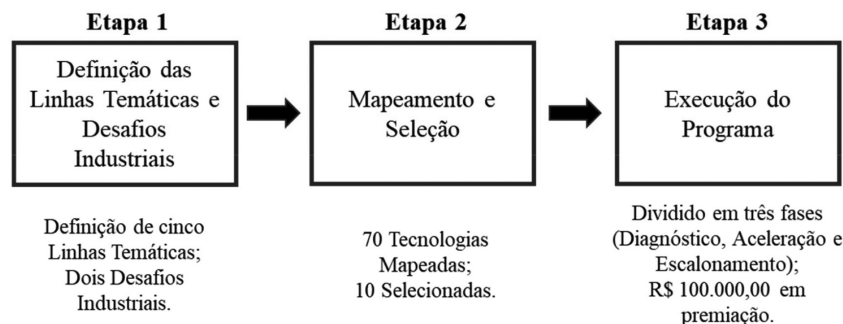 Etapa 1
Definição das
Linhas Temáticas e
Desafios
Industriais
Definição de cinco
Linhas Temáticas;
Dois Desafios
Industriais.
Etapa 2
Mapeamento e
Seleção
70 Tecnologias
Mapeadas;
10 Selecionadas.
Etapa 3
Execução do
Programa
Dividido em três fases
(Diagnóstico, Aceleração e
Escalonamento);
R$ 100.000,00 em
premiação.